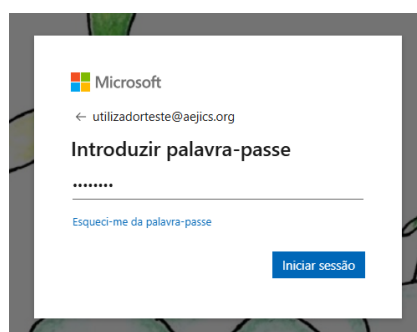 Microsoft
← utilizadorteste@aejics.org
Introduzir palavra-passe
........
Esqueci-me da palavra-passe
Iniciar sessão